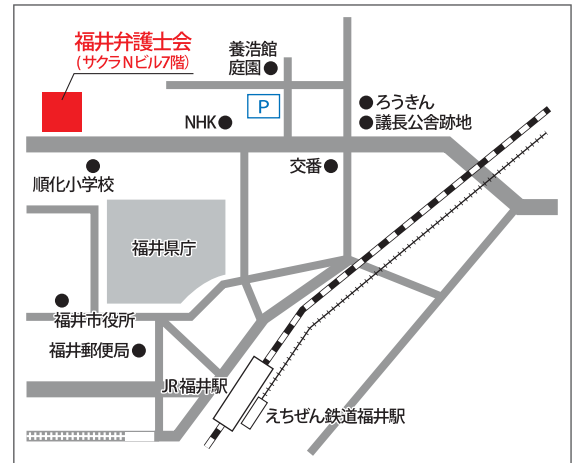 福井弁護士会
(サクラNビル7階)
養浩館
庭園
P
NHK
ろうきん
議長公舎跡地
順化小学校
交番
福井県庁
福井市役所
福井郵便局
JR福井駅
えちぜん鉄道福井駅